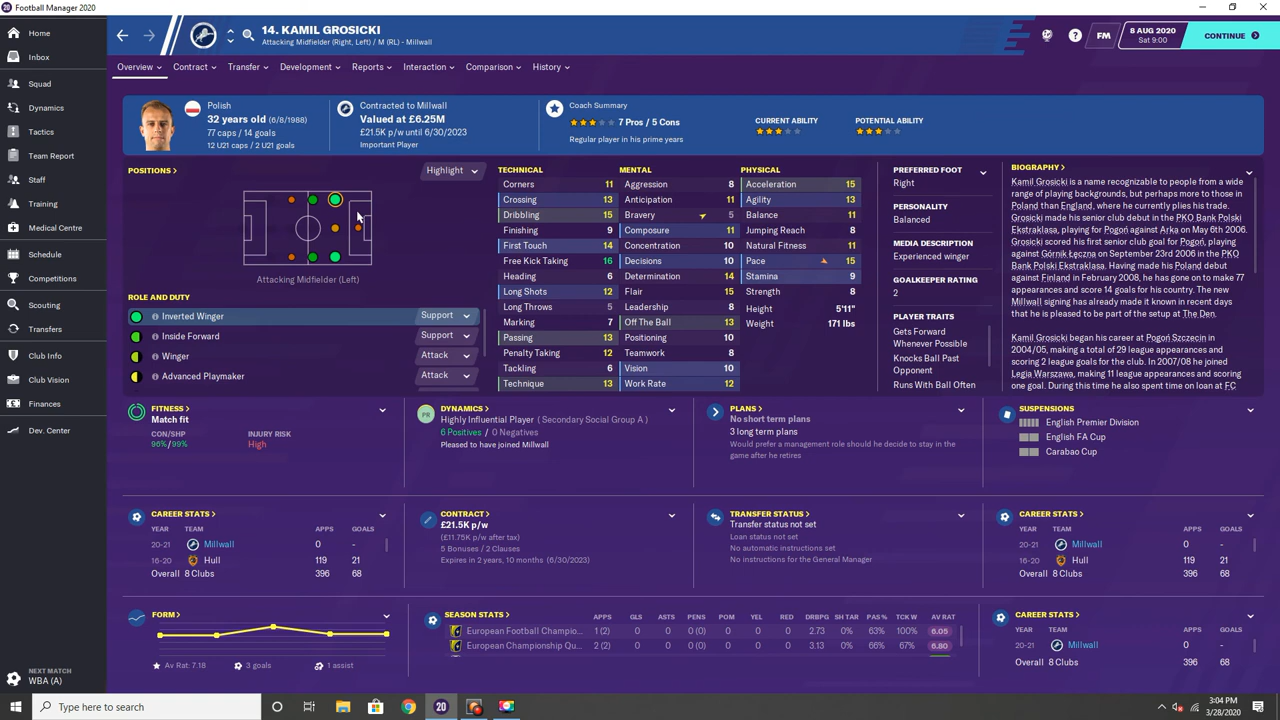 Football Manager 2020
Home
Inbox
Squad
Dynamics
Tactics
Team Report
Staff
Training
Medical Centre
Schedule
Competitions
Scouting
Transfers
Club Info
Club Vision
Finances
Dev. Center
NEXT MATCH
WBA (A)
14. KAMIL GROSICKI
Attacking Midfielder (Right, Left) / M (RL) - Millwall
FM
8 AUG 2020
Sat 9:00
CONTINUE
Overview Contract Transfer Development Reports Interaction Comparison History
Polish
32 years old (6/8/1988)
77 caps / 14 goals
12 U21 caps / 2 U21 goals
Contracted to Millwall
Valued at £6.25M
£21.5K p/w until 6/30/2023
Important Player
Coach Summary
7 Pros / 5 Cons
Regular player in his prime years
CURRENT ABILITY
POTENTIAL ABILITY
POSITIONS
Highlight
Attacking Midfielder (Left)
ROLE AND DUTY
Inverted Winger Support
Inside Forward Support
Winger Attack
Advanced Playmaker Attack
TECHNICAL
Corners 11
Crossing 13
Dribbling 15
Finishing 9
First Touch 14
Free Kick Taking 16
Heading 6
Long Shots 12
Long Throws 5
Marking 7
Passing 13
Penalty Taking 12
Tackling 6
Technique 13
MENTAL
Aggression 8
Anticipation 11
Bravery 5
Composure 11
Concentration 10
Decisions 10
Determination 14
Flair 15
Leadership 8
Off The Ball 13
Positioning 10
Teamwork 8
Vision 10
Work Rate 12
PHYSICAL
Acceleration 15
Agility 13
Balance 11
Jumping Reach 8
Natural Fitness 11
Pace 15
Stamina 9
Strength 8
Height 5'11"
Weight 171 lbs
PREFERRED FOOT
Right
PERSONALITY
Balanced
MEDIA DESCRIPTION
Experienced winger
GOALKEEPER RATING
2
PLAYER TRAITS
Gets Forward
Whenever Possible
Knocks Ball Past
Opponent
Runs With Ball Often
BIOGRAPHY
Kamil Grosicki is a name recognizable to people from a wide
range of playing backgrounds, but perhaps more to those in
Poland than England, where he currently plies his trade.
Grosicki made his senior club debut in the PKO Bank Polski
Ekstraklasa, playing for Pogoń against Arka on May 6th 2006.
Grosicki scored his first senior club goal for Pogoń, playing
against Górnik Łęczna on September 23rd 2006 in the PKO
Bank Polski Ekstraklasa. Having made his Poland debut
against Finland in February 2008, he has gone on to make 77
appearances and score 14 goals for his country. The new
Millwall signing has already made it known in recent days
that he is pleased to be part of the setup at The Den.
Kamil Grosicki began his career at Pogoń Szczecin in
2004/05, making a total of 29 league appearances and
scoring 2 league goals for the club. In 2007/08 he joined
Legia Warszawa, making 11 league appearances and scoring
one goal. During this time he also spent time on loan at FC
FITNESS
Match fit
CON/SHP
96%/99%
INJURY RISK
High
DYNAMICS
PR
Highly Influential Player ( Secondary Social Group A )
6 Positives / 0 Negatives
Pleased to have joined Millwall
PLANS
No short term plans
3 long term plans
Would prefer a management role should he decide to stay in the
game after he retires
SUSPENSIONS
English Premier Division
English FA Cup
Carabao Cup
CAREER STATS
YEAR TEAM APPS GOALS
20-21 Millwall 0 -
16-20 Hull 119 21
Overall 8 Clubs 396 68
CONTRACT
£21.5K p/w
(£11.75K p/w after tax)
5 Bonuses / 2 Clauses
Expires in 2 years, 10 months (6/30/2023)
TRANSFER STATUS
Transfer status not set
Loan status not set
No automatic instructions set
No instructions for the General Manager
CAREER STATS
YEAR TEAM APPS GOALS
20-21 Millwall 0 -
16-20 Hull 119 21
Overall 8 Clubs 396 68
FORM
Av Rat: 7.18 3 goals 1 assist
SEASON STATS APPS GLS ASTS PENS POM YEL RED DRBPG SH TAR PAS % TCK W AV RAT
European Football Champio... 1 (2) 0 0 0 (0) 0 0 0 2.73 0% 63% 100% 6.05
European Championship Qu... 2 (2) 0 0 0 (0) 0 0 0 3.13 0% 66% 67% 6.80
CAREER STATS
YEAR TEAM APPS GOALS
20-21 Millwall 0 -
Overall 8 Clubs 396 68
Type here to search
20
3:04 PM
3/28/2020